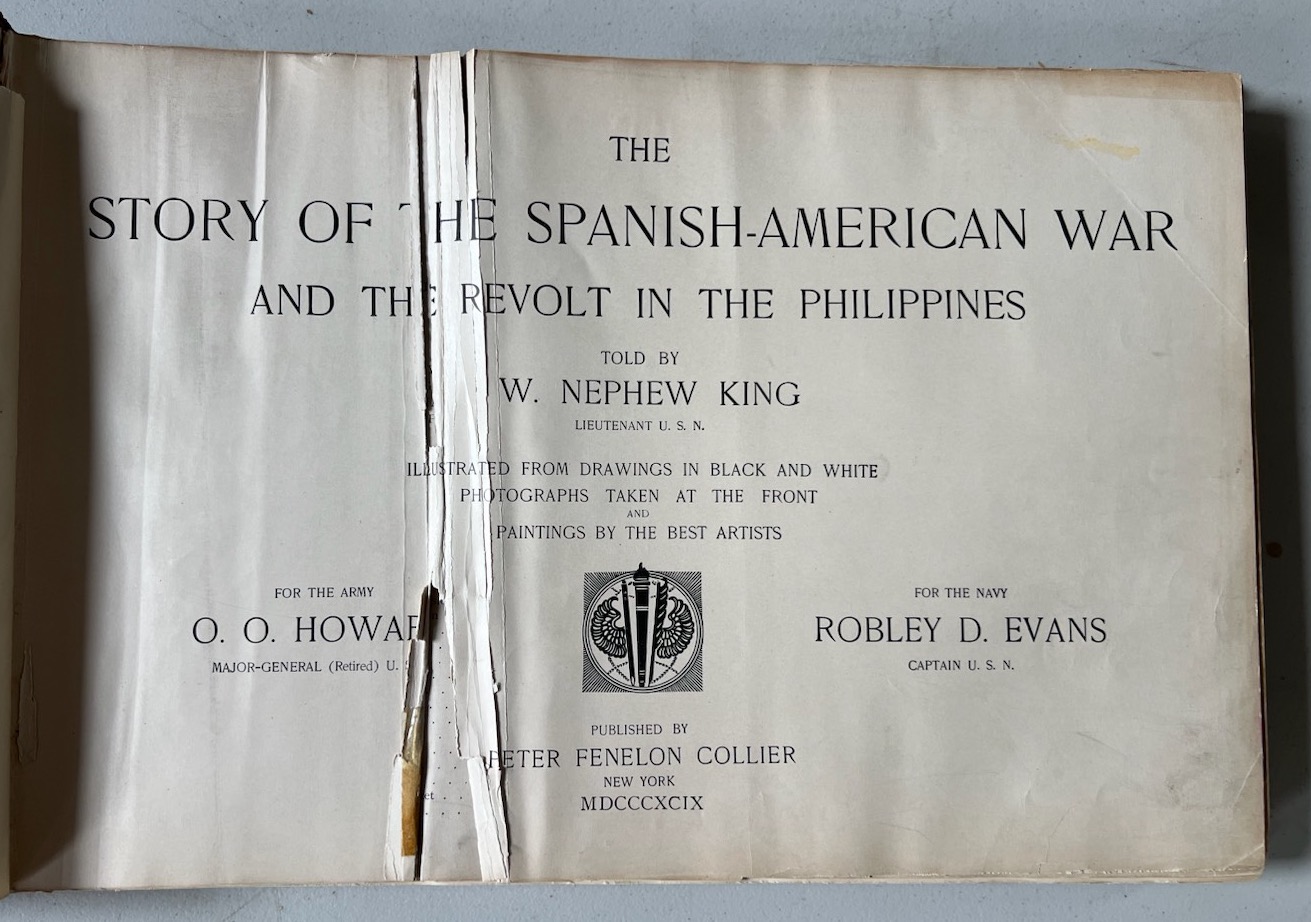 THE
STORY OF THE SPANISH-AMERICAN WAR
AND THE REVOLT IN THE PHILIPPINES
TOLD BY
W. NEPHEW KING
LIEUTENANT U. S. N.
ILLUSTRATED FROM DRAWINGS IN BLACK AND WHITE
PHOTOGRAPHS TAKEN AT THE FRONT
AND
PAINTINGS BY THE BEST ARTISTS
FOR THE ARMY
O. O. HOWAR
MAJOR-GENERAL (Retired) U. S
FOR THE NAVY
ROBLEY D. EVANS
CAPTAIN U. S. N.
PUBLISHED BY
PETER FENELON COLLIER
NEW YORK
MDCCCXCIX